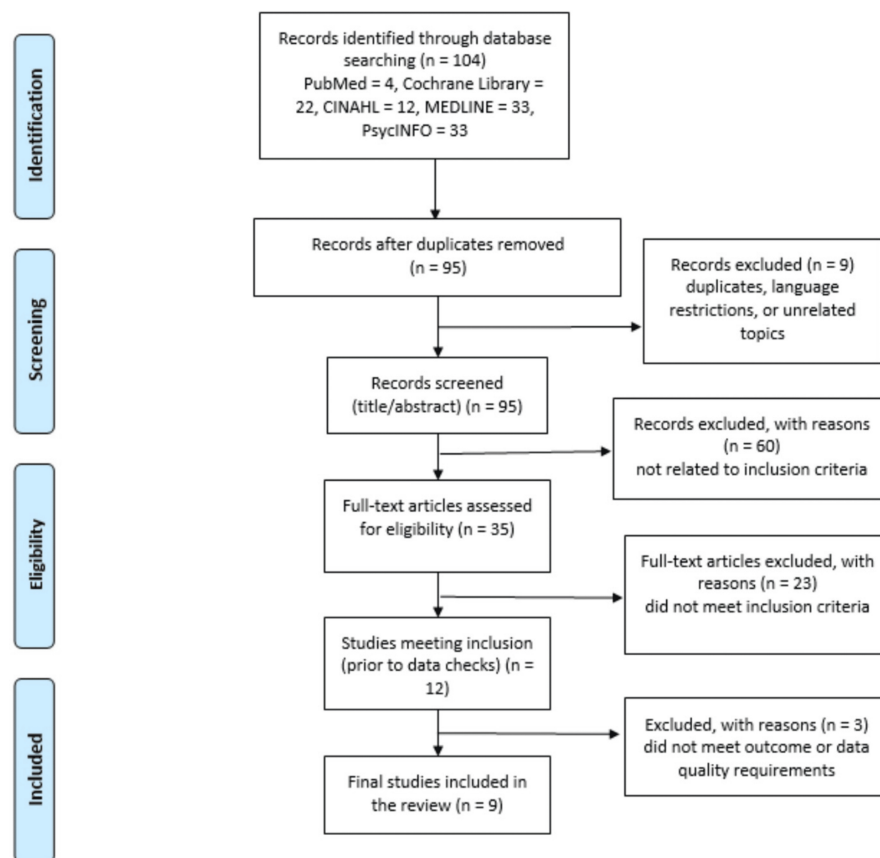 Identification
Records identified through database
searching (n = 104)
PubMed = 4, Cochrane Library =
22, CINAHL = 12, MEDLINE = 33,
PsycINFO = 33
Screening
Records after duplicates removed
(n = 95)
Records excluded (n = 9)
duplicates, language
restrictions, or unrelated
topics
Records screened
(title/abstract) (n = 95)
Records excluded, with reasons
(n = 60)
not related to inclusion criteria
Eligibility
Full-text articles assessed
for eligibility (n = 35)
Full-text articles excluded, with
reasons (n = 23)
did not meet inclusion criteria
Studies meeting inclusion
(prior to data checks) (n =
12)
Included
Excluded, with reasons (n = 3)
did not meet outcome or data
quality requirements
Final studies included in
the review (n = 9)